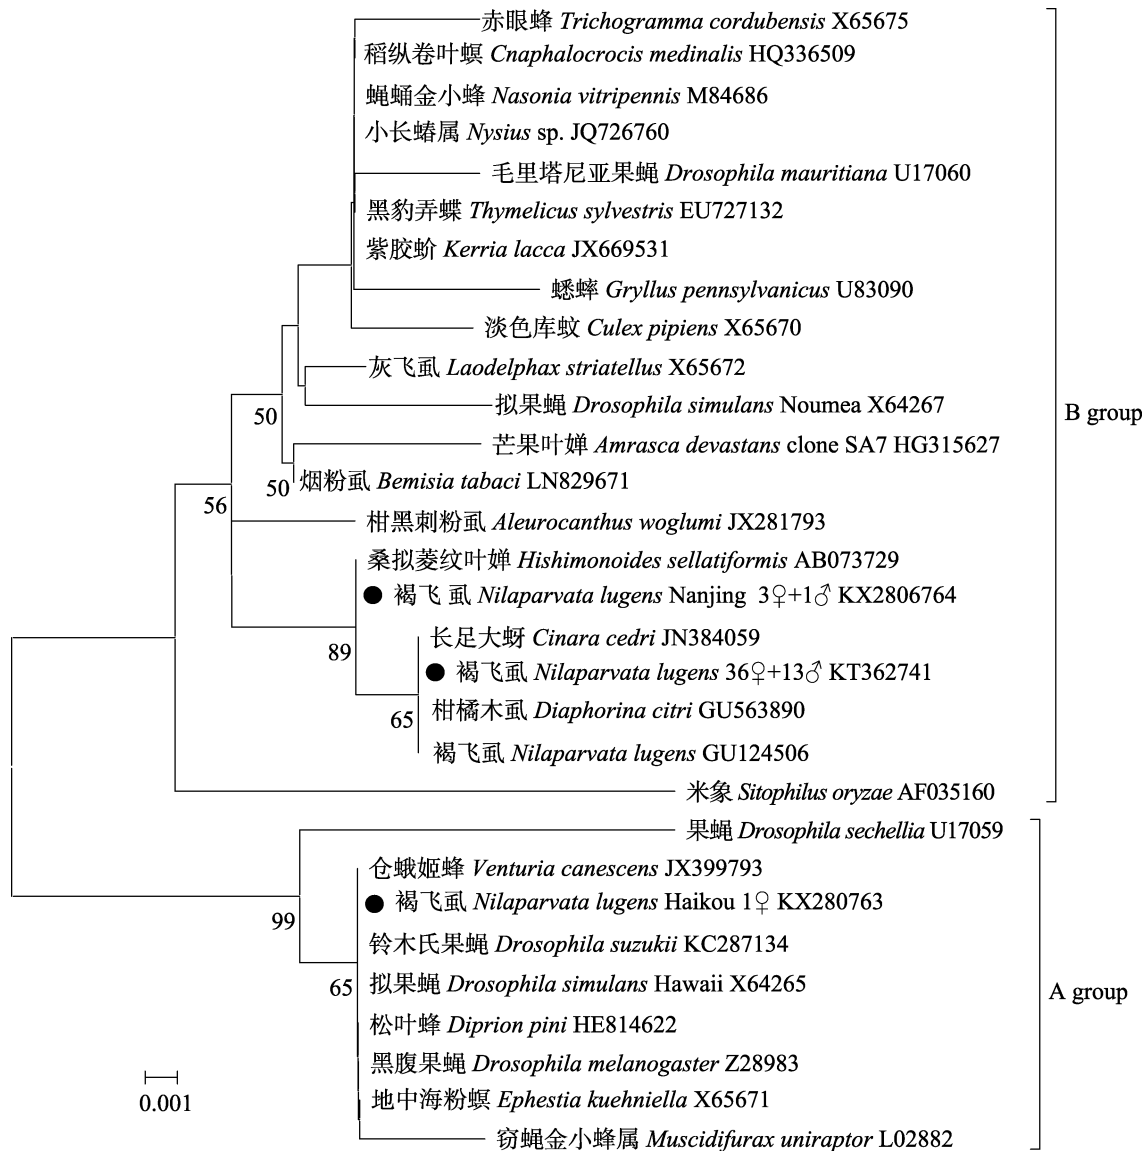 赤眼蜂 Trichogramma cordubensis X65675
稻纵卷叶螟 Cnaphalocrocis medinalis HQ336509
蝇蛹金小蜂 Nasonia vitripennis M84686
小长蝽属 Nysius sp. JQ726760
毛里塔尼亚果蝇 Drosophila mauritiana U17060
黑豹弄蝶 Thymelicus sylvestris EU727132
紫胶蚧 Kerria lacca JX669531
蟋蟀 Gryllus pennsylvanicus U83090
淡色库蚊 Culex pipiens X65670
灰飞虱 Laodelphax striatellus X65672
拟果蝇 Drosophila simulans Noumea X64267
B group
50
芒果叶蝉 Amrasca devastans clone SA7 HG315627
50
烟粉虱 Bemisia tabaci LN829671
56
柑黑刺粉虱 Aleurocanthus woglumi JX281793
桑拟菱纹叶蝉 Hishimonoides sellatiformis AB073729
● 褐飞 虱 Nilaparvata lugens Nanjing 3♀+1♂ KX2806764
89
长足大蚜 Cinara cedri JN384059
● 褐飞虱 Nilaparvata lugens 36♀+13♂ KT362741
65
柑橘木虱 Diaphorina citri GU563890
褐飞虱 Nilaparvata lugens GU124506
米象 Sitophilus oryzae AF035160
果蝇 Drosophila sechellia U17059
仓蛾姬蜂 Venturia canescens JX399793
● 褐飞虱 Nilaparvata lugens Haikou 1♀ KX280763
99
铃木氏果蝇 Drosophila suzukii KC287134
65
拟果蝇 Drosophila simulans Hawaii X64265
A group
松叶蜂 Diprion pini HE814622
黑腹果蝇 Drosophila melanogaster Z28983
地中海粉螟 Ephestia kuehniella X65671
窃蝇金小蜂属 Muscidifurax uniraptor L02882
0.001